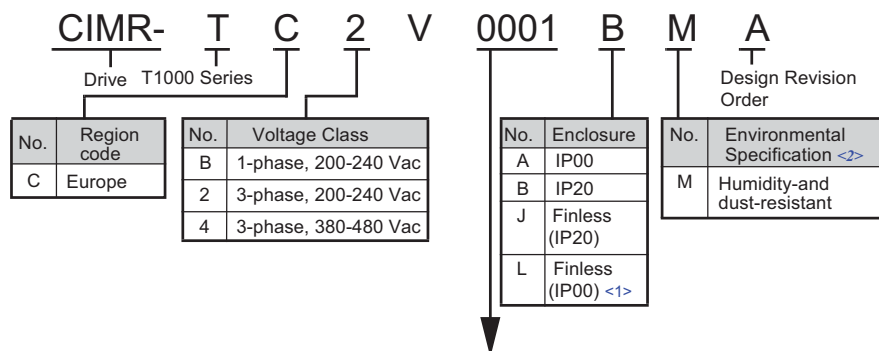 CIMR- T C 2 V 0001 B M A
Drive T1000 Series
Design Revision
Order
No. Region
code
C Europe
No. Voltage Class
B 1-phase, 200-240 Vac
2 3-phase, 200-240 Vac
4 3-phase, 380-480 Vac
No. Enclosure
A IP00
B IP20
J Finless
(IP20)
L Finless
(IP00) <1>
No. Environmental
Specification <2>
M Humidity-and
dust-resistant